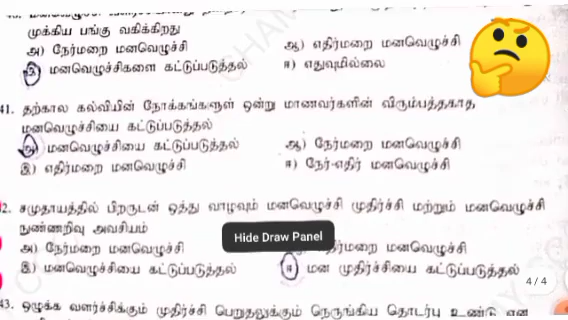 முக்கிய பங்கு வகிக்கிறது
அ) நேர்மறை மனவெழுச்சி ஆ) எதிர்மறை மனவெழுச்சி
இ) மனவெழுச்சிகளை கட்டுப்படுத்தல் ஈ) எதுவுமில்லை
41. தற்கால கல்வியின் நோக்கங்களுள் ஒன்று மாணவர்களின் விரும்பத்தகாத
மனவெழுச்சியை கட்டுப்படுத்தல்
அ) மனவெழுச்சியை கட்டுப்படுத்தல் ஆ) நேர்மறை மனவெழுச்சி
இ) எதிர்மறை மனவெழுச்சி ஈ) நேர்-எதிர் மனவெழுச்சி
2. சமுதாயத்தில் பிறருடன் ஒத்து வாழவும் மனவெழுச்சி முதிர்ச்சி மற்றும் மனவெழுச்சி
நுண்ணறிவு அவசியம்
Hide Draw Panel
அ) நேர்மறை மனவெழுச்சி திர்மறை மனவெழுச்சி
இ) மனவெழுச்சியை கட்டுப்படுத்தல் ஈ) மன முதிர்ச்சியை கட்டுப்படுத்தல்
4 / 4
43. ஒழுக்க வளர்ச்சிக்கும் முதிர்ச்சி பெறுதலுக்கும் நெருங்கிய தொடர்பு உண்டு என